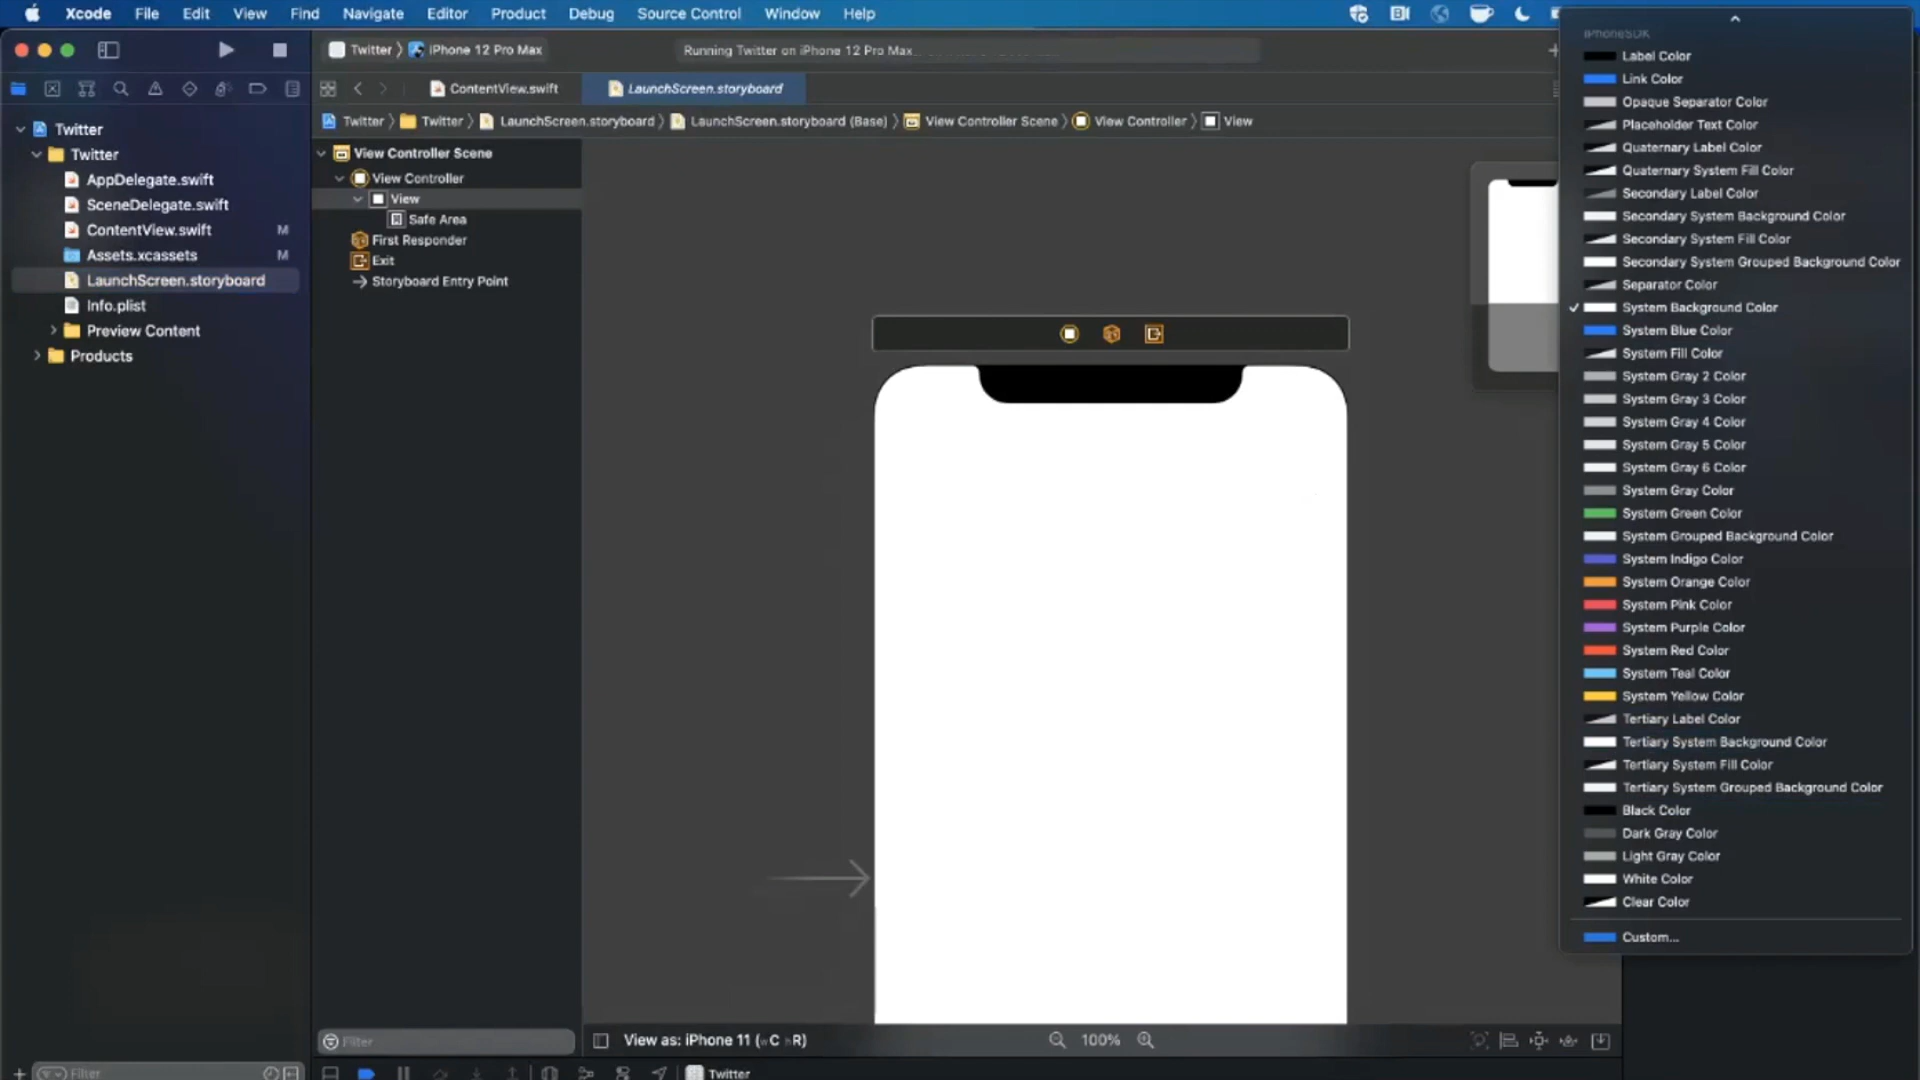 Xcode File Edit View Find Navigate Editor Product Debug Source Control Window Help
Twitter 〉 iPhone 12 Pro Max
Running Twitter on iPhone 12 Pro Max
ContentView.swift
LaunchScreen.storyboard
Twitter 〉 Twitter 〉 LaunchScreen.storyboard 〉 LaunchScreen.storyboard (Base) 〉 View Controller Scene 〉 View Controller 〉 View
Twitter
Twitter
AppDelegate.swift
SceneDelegate.swift
ContentView.swift M
Assets.xcassets M
LaunchScreen.storyboard
Info.plist
Preview Content
Products
Filter
View Controller Scene
View Controller
View
Safe Area
First Responder
Exit
Storyboard Entry Point
Filter
View as: iPhone 11 (wC hR)
100%
Twitter
iPhoneSDK
Label Color
Link Color
Opaque Separator Color
Placeholder Text Color
Quaternary Label Color
Quaternary System Fill Color
Secondary Label Color
Secondary System Background Color
Secondary System Fill Color
Secondary System Grouped Background Color
Separator Color
System Background Color
System Blue Color
System Fill Color
System Gray 2 Color
System Gray 3 Color
System Gray 4 Color
System Gray 5 Color
System Gray 6 Color
System Gray Color
System Green Color
System Grouped Background Color
System Indigo Color
System Orange Color
System Pink Color
System Purple Color
System Red Color
System Teal Color
System Yellow Color
Tertiary Label Color
Tertiary System Background Color
Tertiary System Fill Color
Tertiary System Grouped Background Color
Black Color
Dark Gray Color
Light Gray Color
White Color
Clear Color
Custom...